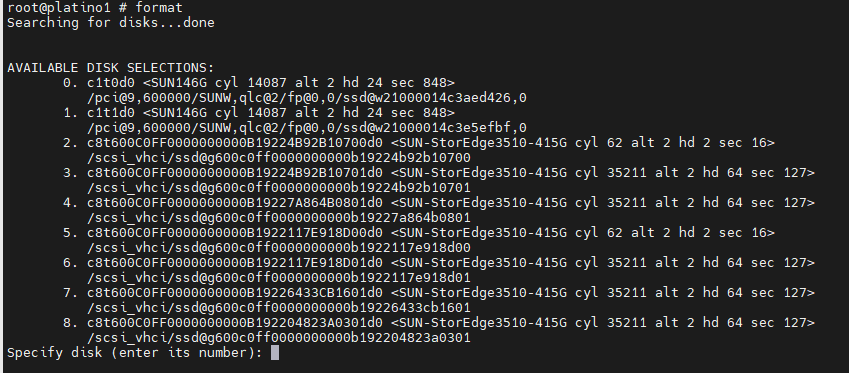 root@platino1 # format
Searching for disks...done
AVAILABLE DISK SELECTIONS:
0. c1t0d0 <SUN146G cyl 14087 alt 2 hd 24 sec 848>
/pci@9,600000/SUNW,qlc@2/fp@0,0/ssd@w21000014c3aed426,0
1. c1t1d0 <SUN146G cyl 14087 alt 2 hd 24 sec 848>
/pci@9,600000/SUNW,qlc@2/fp@0,0/ssd@w21000014c3e5efbf,0
2. c8t600C0FF0000000000B19224B92B10700d0 <SUN-StorEdge3510-415G cyl 62 alt 2 hd 2 sec 16>
/scsi_vhci/ssd@g600c0ff0000000000b19224b92b10700
3. c8t600C0FF0000000000B19224B92B10701d0 <SUN-StorEdge3510-415G cyl 35211 alt 2 hd 64 sec 127>
/scsi_vhci/ssd@g600c0ff0000000000b19224b92b10701
4. c8t600C0FF0000000000B19227A864B0801d0 <SUN-StorEdge3510-415G cyl 35211 alt 2 hd 64 sec 127>
/scsi_vhci/ssd@g600c0ff0000000000b19227a864b0801
5. c8t600C0FF0000000000B1922117E918D00d0 <SUN-StorEdge3510-415G cyl 62 alt 2 hd 2 sec 16>
/scsi_vhci/ssd@g600c0ff0000000000b1922117e918d00
6. c8t600C0FF0000000000B1922117E918D01d0 <SUN-StorEdge3510-415G cyl 35211 alt 2 hd 64 sec 127>
/scsi_vhci/ssd@g600c0ff0000000000b1922117e918d01
7. c8t600C0FF0000000000B19226433CB1601d0 <SUN-StorEdge3510-415G cyl 35211 alt 2 hd 64 sec 127>
/scsi_vhci/ssd@g600c0ff0000000000b19226433cb1601
8. c8t600C0FF0000000000B192204823A0301d0 <SUN-StorEdge3510-415G cyl 35211 alt 2 hd 64 sec 127>
/scsi_vhci/ssd@g600c0ff0000000000b192204823a0301
Specify disk (enter its number):